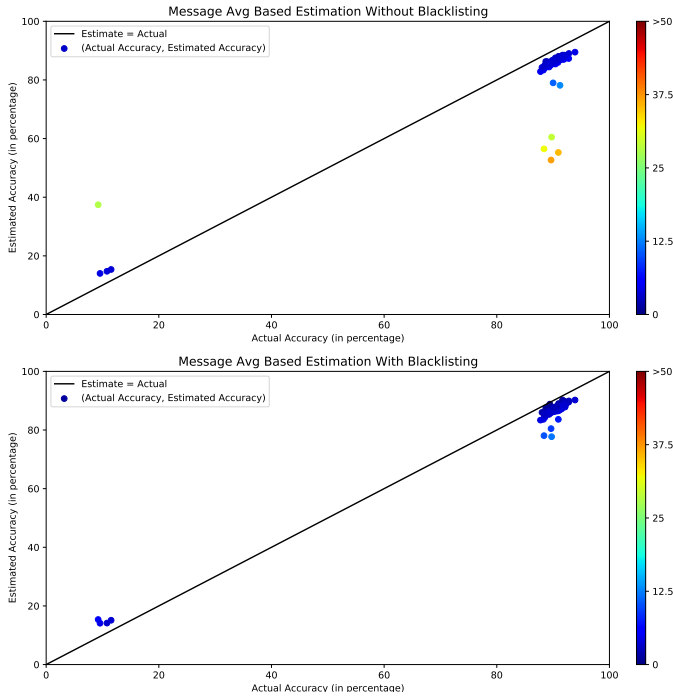 Message Avg Based Estimation Without Blacklisting
Estimate = Actual
(Actual Accuracy, Estimated Accuracy)
100
80
60
40
20
0
Estimated Accuracy (in percentage)
0 20 40 60 80 100
Actual Accuracy (in percentage)
>50
37.5
25
12.5
0
Message Avg Based Estimation With Blacklisting
Estimate = Actual
(Actual Accuracy, Estimated Accuracy)
100
80
60
40
20
0
Estimated Accuracy (in percentage)
0 20 40 60 80 100
Actual Accuracy (in percentage)
>50
37.5
25
12.5
0